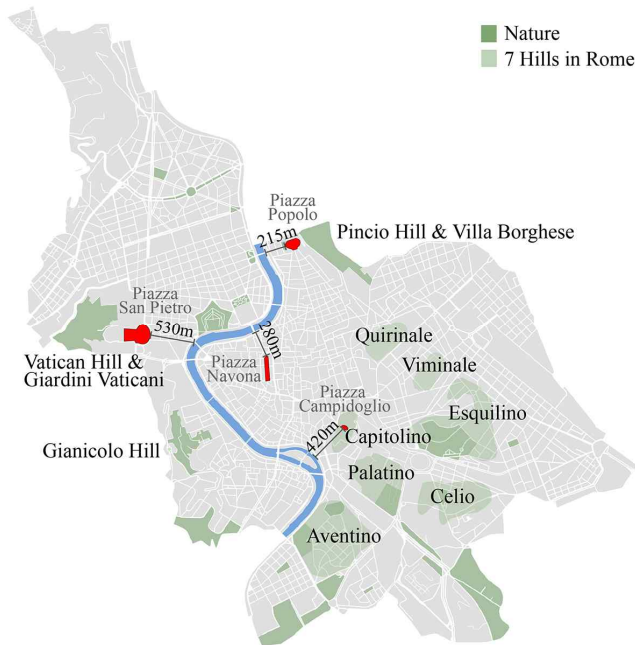 Nature
7 Hills in Rome
Piazza
Popolo
215m
Pincio Hill & Villa Borghese
Piazza
San Pietro
530m
280m
Quirinale
Vatican Hill &
Giardini Vaticani
Piazza
Navona
Viminale
Piazza
Campidoglio
Esquilino
420m
Capitolino
Gianicolo Hill
Palatino
Celio
Aventino